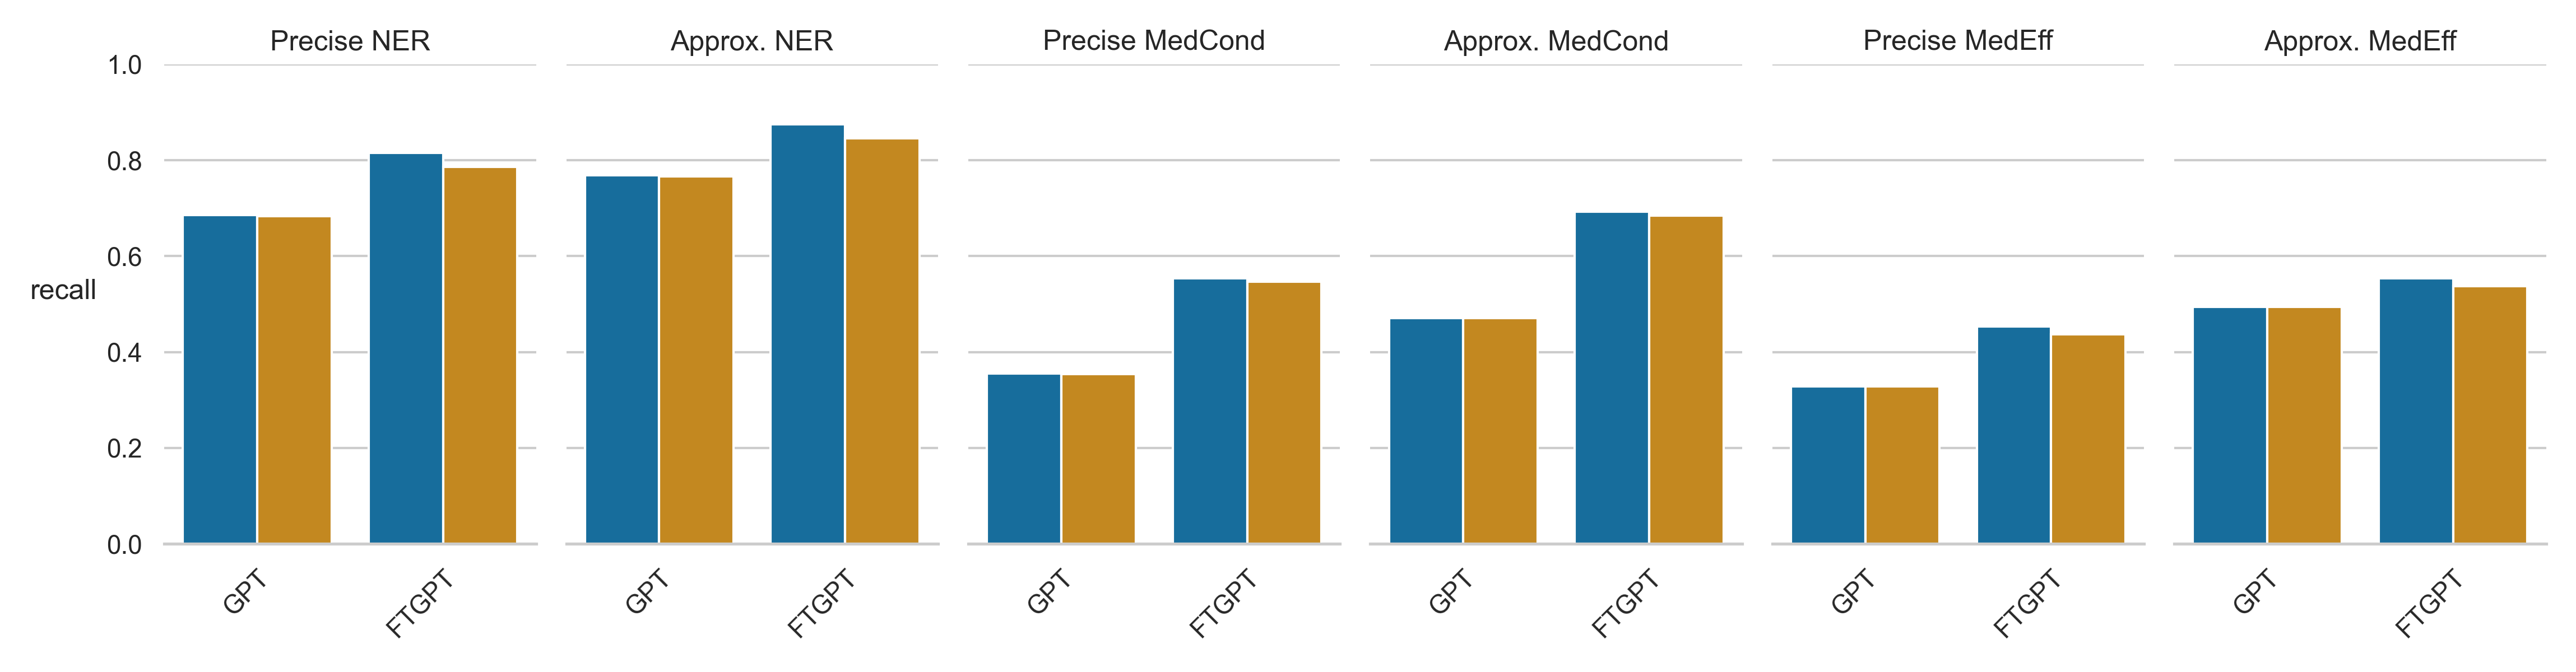 Precise NER
Approx. NER
Precise MedCond
Approx. MedCond
Precise MedEff
Approx. MedEff
1.0
0.8
0.6
recall
0.4
0.2
0.0
GPT
FTGPT
GPT
FTGPT
GPT
FTGPT
GPT
FTGPT
GPT
FTGPT
GPT
FTGPT